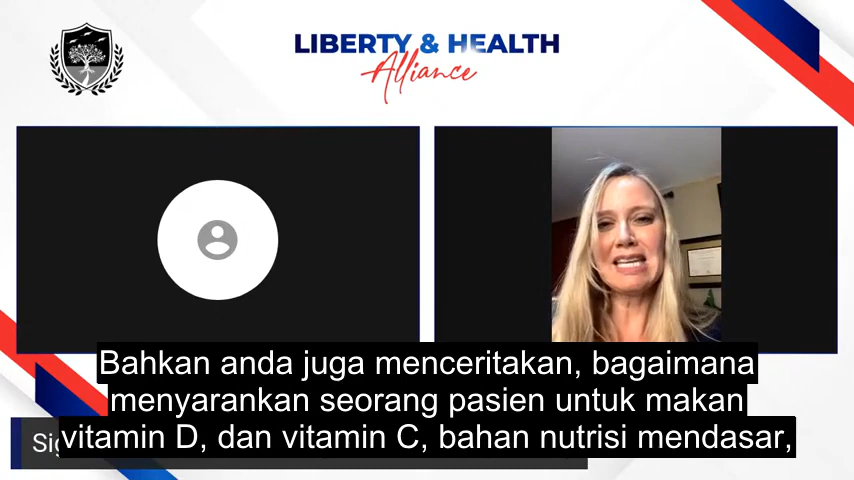 LIBERTY & HEALTH
Alliance
Bahkan anda juga menceritakan, bagaimana
menyarankan seorang pasien untuk makan
vitamin D, dan vitamin C, bahan nutrisi mendasar,